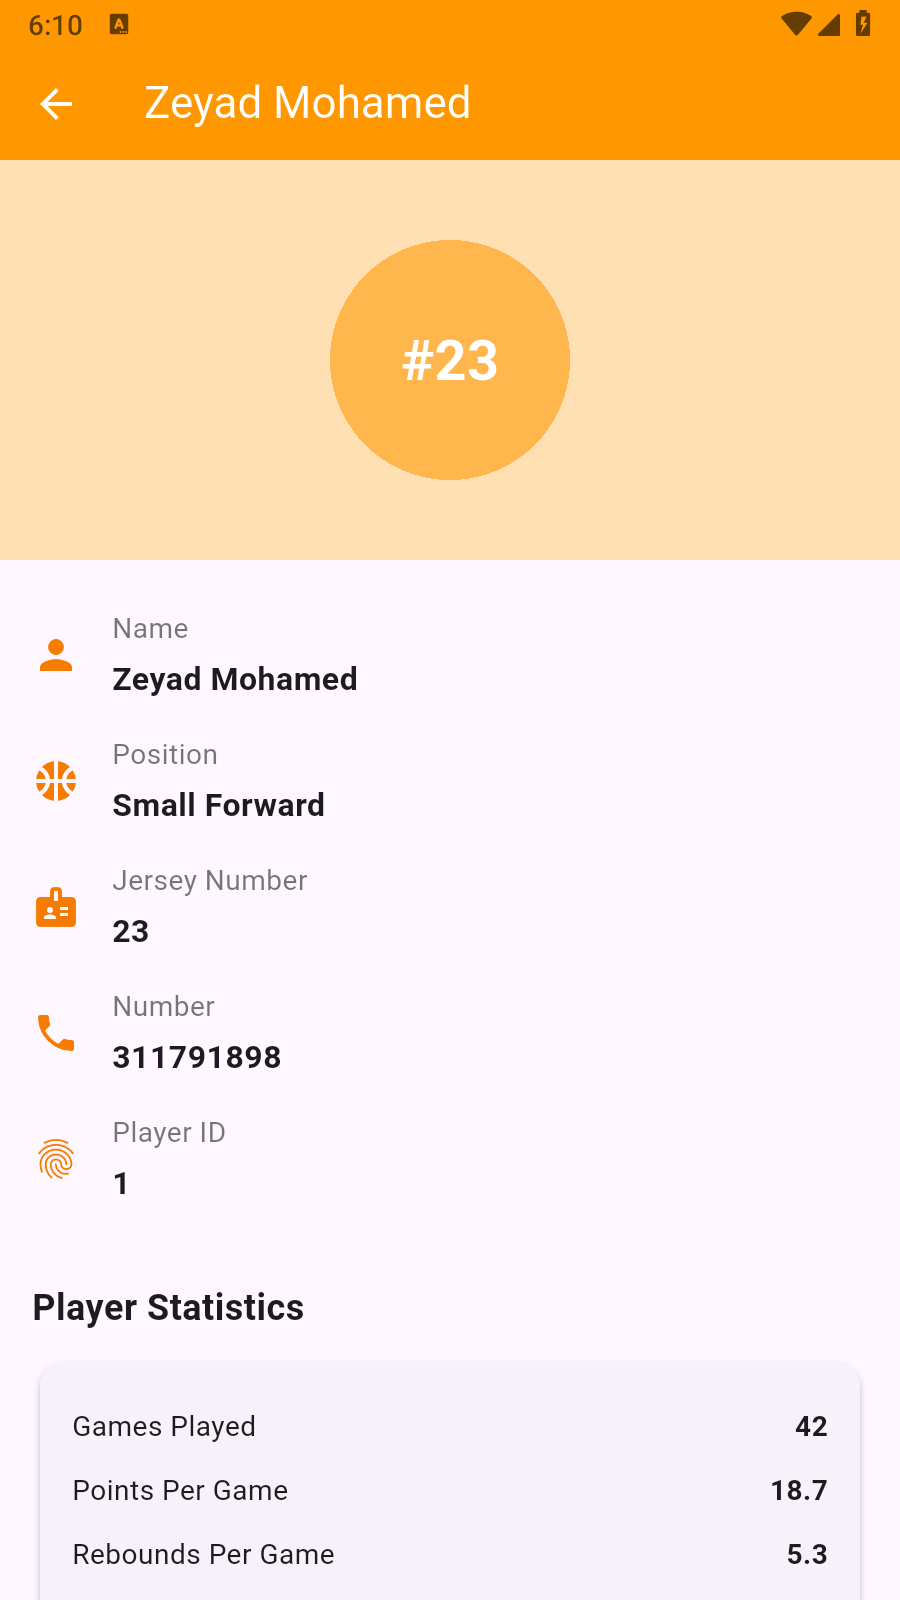 6:10
Zeyad Mohamed
#23
Name
Zeyad Mohamed
Position
Small Forward
Jersey Number
23
Number
311791898
Player ID
1
Player Statistics
Games Played 42
Points Per Game 18.7
Rebounds Per Game 5.3